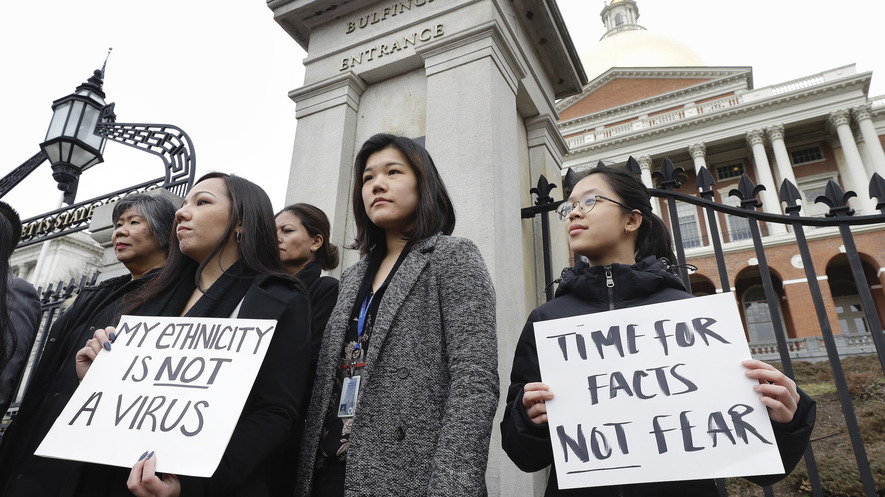 BULFINCH
ENTRANCE
MY ETHNICITY
IS NOT
A VIRUS
TIME FOR
FACTS
NOT FEAR